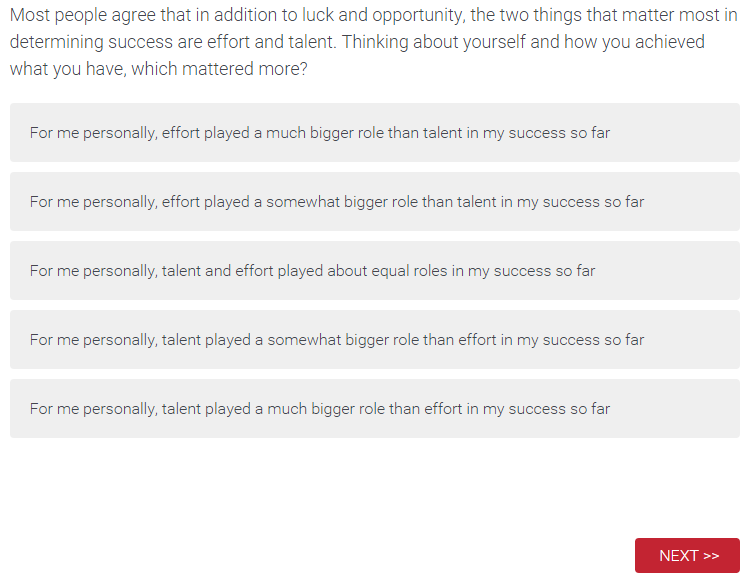 Most people agree that in addition to luck and opportunity, the two things that matter most in
determining success are effort and talent. Thinking about yourself and how you achieved
what you have, which mattered more?
For me personally, effort played a much bigger role than talent in my success so far
For me personally, effort played a somewhat bigger role than talent in my success so far
For me personally, talent and effort played about equal roles in my success so far
For me personally, talent played a somewhat bigger role than effort in my success so far
For me personally, talent played a much bigger role than effort in my success so far
NEXT >>